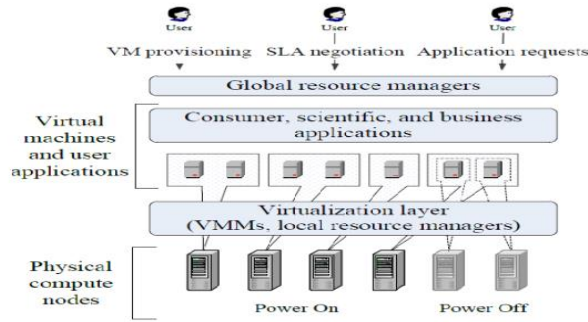 User User User
VM provisioning SLA negotiation Application requests
Global resource managers
Virtual
machines
and user
applications
Consumer, scientific, and business
applications
Virtualization layer
(VMMs, local resource managers)
Physical
compute
nodes
Power On Power Off